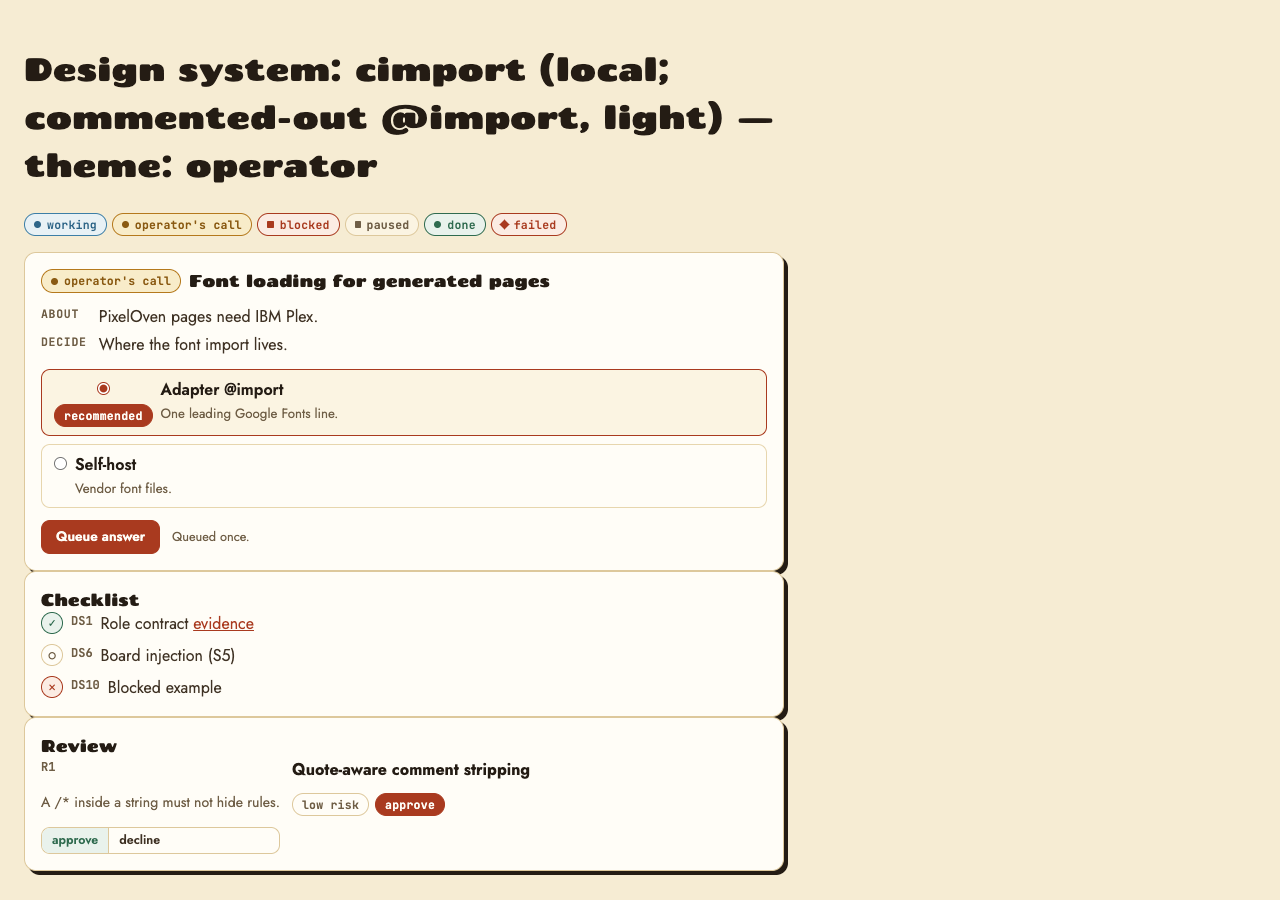 Design system: cimport (local;
commented-out @import, light) —
theme: operator
working operator's call blocked paused done failed
operator's call Font loading for generated pages
ABOUT PixelOven pages need IBM Plex.
DECIDE Where the font import lives.
Adapter @import
recommended One leading Google Fonts line.
Self-host
Vendor font files.
Queue answer Queued once.
Checklist
✓ DS1 Role contract evidence
○ DS6 Board injection (S5)
✕ DS10 Blocked example
Review
R1 Quote-aware comment stripping
A /* inside a string must not hide rules. low risk approve
approve decline